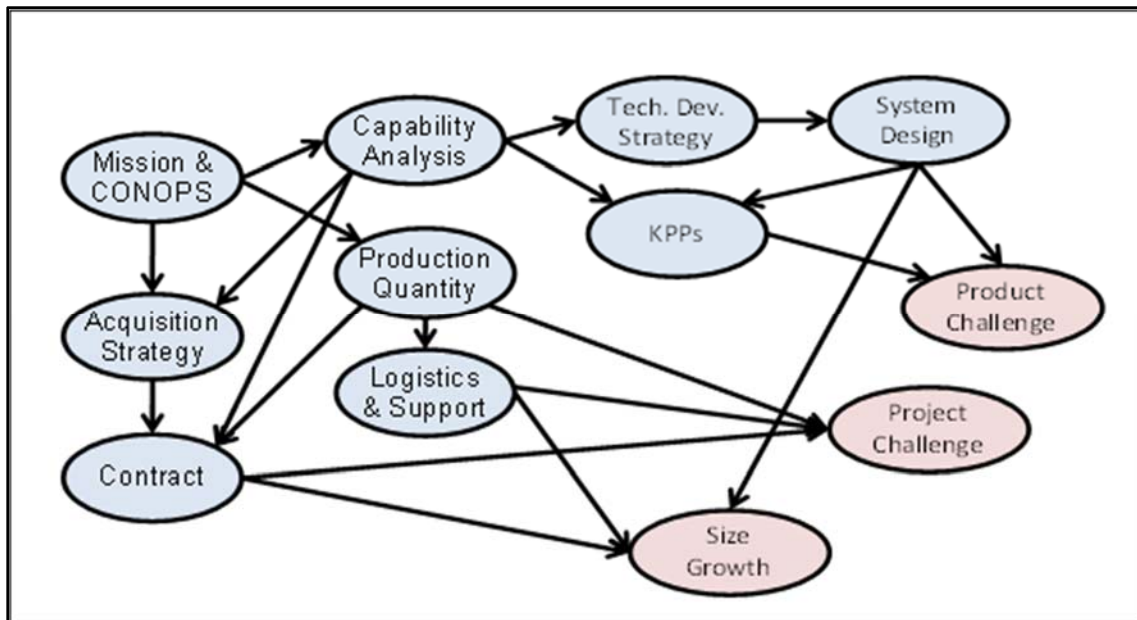 Mission &
CONOPS
Capability
Analysis
Tech. Dev.
Strategy
System
Design
KPPs
Production
Quantity
Acquisition
Strategy
Logistics
& Support
Contract
Product
Challenge
Project
Challenge
Size
Growth